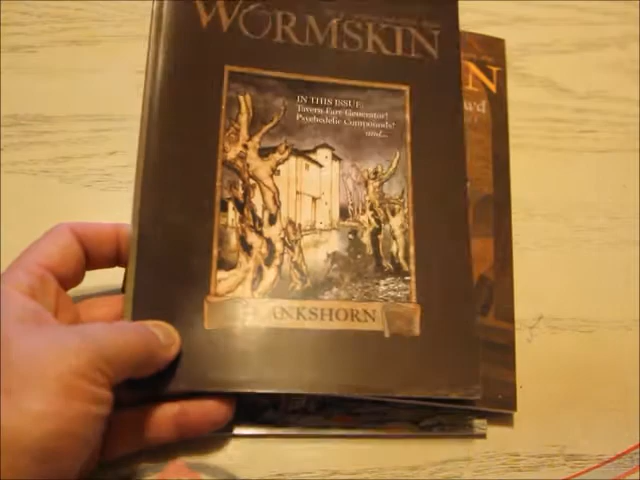 WORMSKIN
IN THIS ISSUE:
Tavern Fare Generator!
Psychedelic Compounds!
and...
ANKSHORN
N
u'd